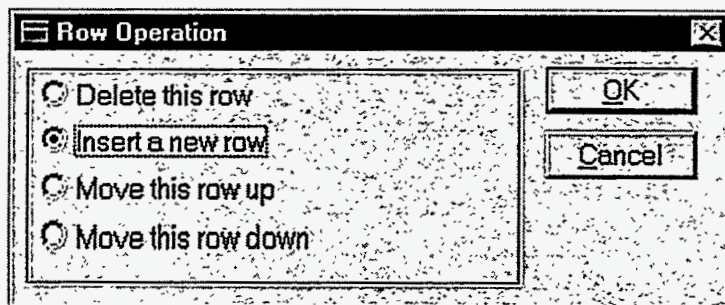 Row Operation
Delete this row
Insert a new row
Move this row up
Move this row down
OK
Cancel